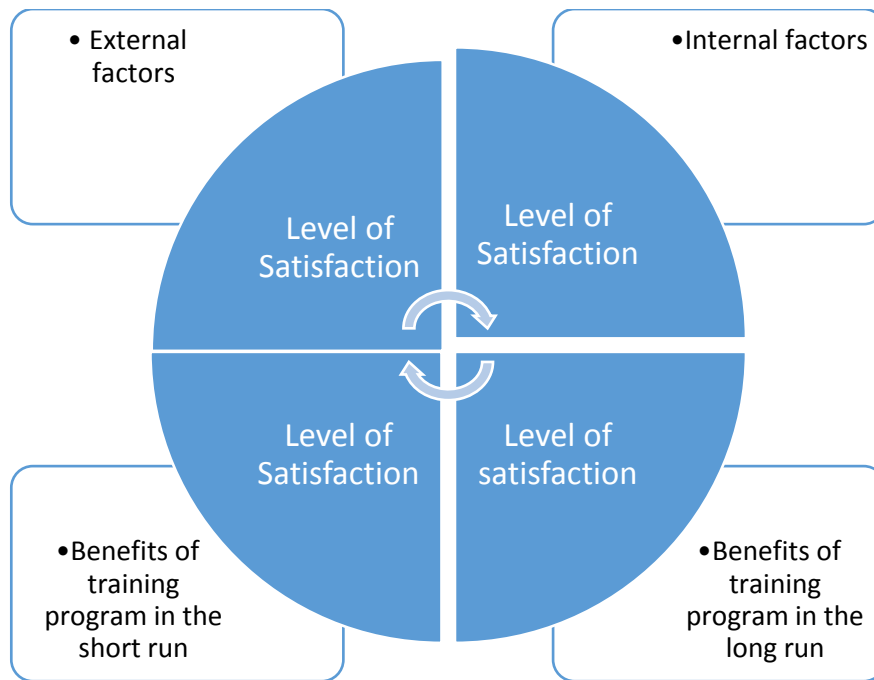 • External
factors
•Internal factors
Level of
Satisfaction
Level of
Satisfaction
Level of
Satisfaction
Level of
satisfaction
•Benefits of
training
program in the
short run
•Benefits of
training
program in the
long run